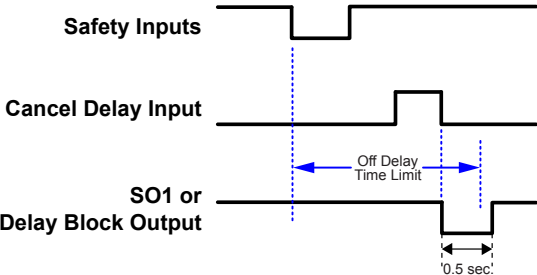 Safety Inputs
Cancel Delay Input
Off Delay
Time Limit
SO1 or
Delay Block Output
0.5 sec.